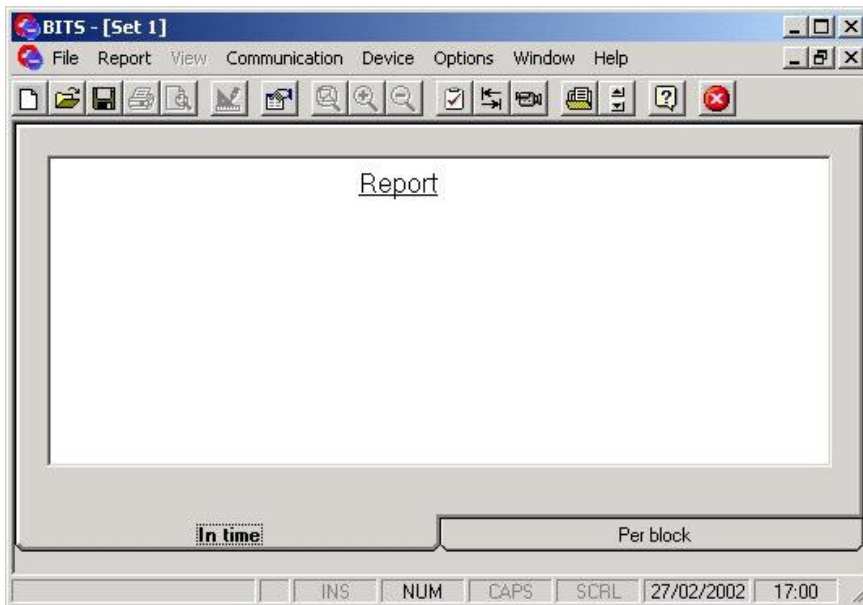 BITS - [Set 1]
File Report View Communication Device Options Window Help
Report
In time Per block
INS NUM CAPS SCRL 27/02/2002 17:00